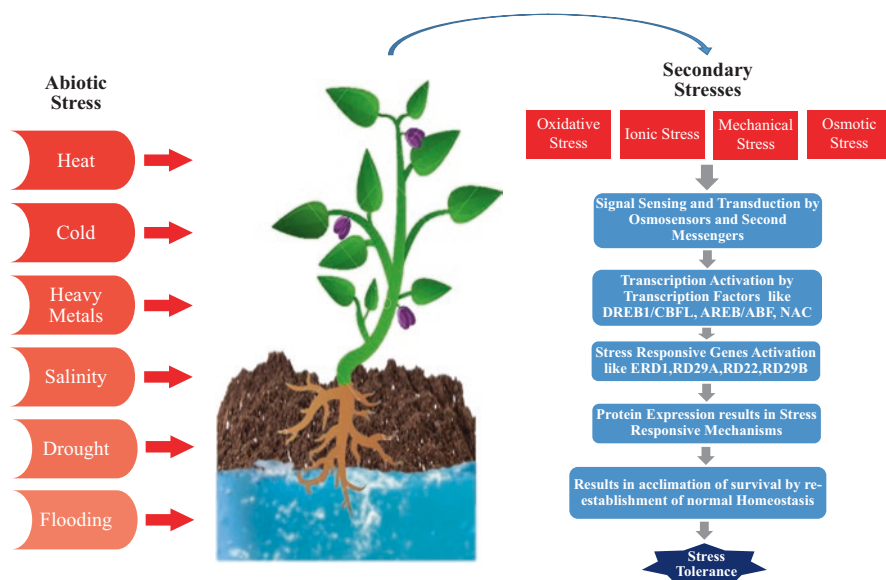 Abiotic
Stress
Heat
Cold
Heavy
Metals
Salinity
Drought
Flooding
Secondary
Stresses
Oxidative
Stress
Ionic Stress
Mechanical
Stress
Osmotic
Stress
Signal Sensing and Transduction by
Osmosensors and Second
Messengers
Transcription Activation by
Transcription Factors like
DREB1/CBFL, AREB/ABF, NAC
Stress Responsive Genes Activation
like ERD1,RD29A,RD22,RD29B
Protein Expression results in Stress
Responsive Mechanisms
Results in acclimation of survival by re-
establishment of normal Homeostasis
Stress
Tolerance